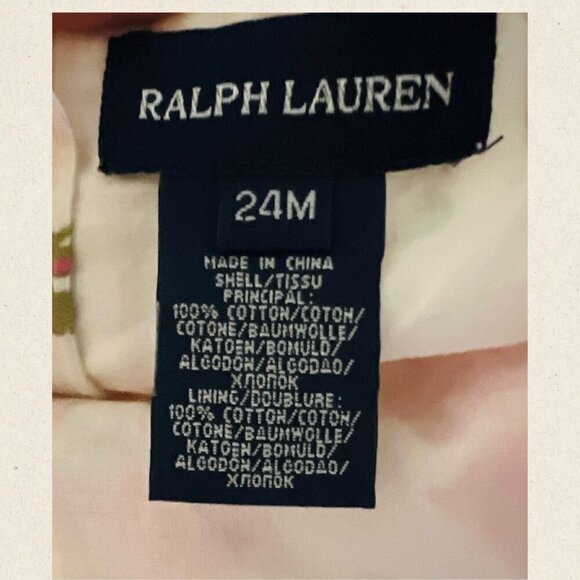 RALPH LAUREN
24M
MADE IN CHINA
SHELL/TISSU
PRINCIPAL:
100% COTTON/COTON/
COTONE/BAUMWOLLE/
KATOEN/BOMULD/
ALGODON/ALGODAO/
ХЛОПОК
LINING/DOUBLURE:
100% COTTON/COTON/
COTONE/BAUMWOLLE/
KATOEN/BOMULD/
ALGODON/ALGODAO/
ХЛОПОК